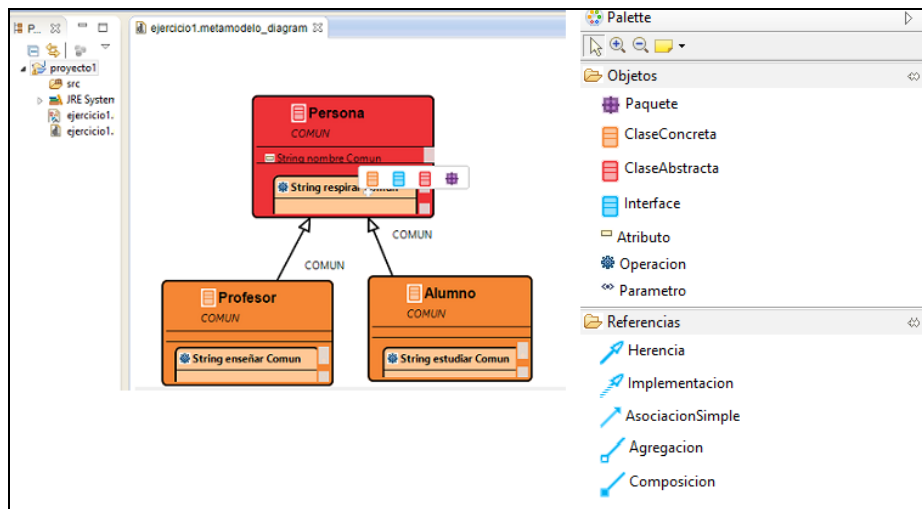 P...
ejercicio1.metamodelo_diagram
proyecto1
src
JRE System
ejercicio1.
ejercicio1.
Persona
COMUN
String nombre Comun
String respirar Comun
COMUN
COMUN
Profesor
COMUN
String enseñar Comun
Alumno
COMUN
String estudiar Comun
Palette
Objetos
Paquete
ClaseConcreta
ClaseAbstracta
Interface
Atributo
Operacion
Parametro
Referencias
Herencia
Implementacion
AsociacionSimple
Agregacion
Composicion